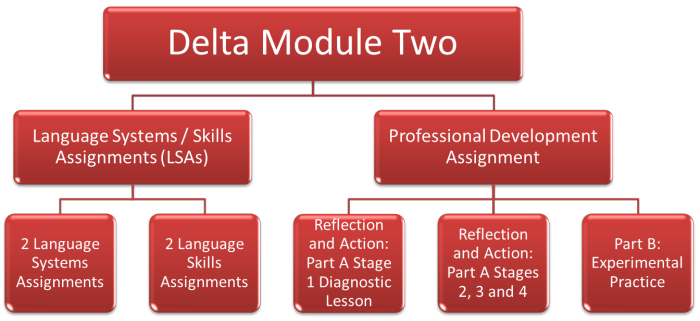 Delta Module Two
Language Systems / Skills
Assignments (LSAs)
Professional Development
Assignment
2 Language
Systems
Assignments
2 Language
Skills
Assignments
Reflection
and Action:
Part A Stage
1 Diagnostic
Lesson
Reflection
and Action:
Part A Stages
2, 3 and 4
Part B:
Experimental
Practice